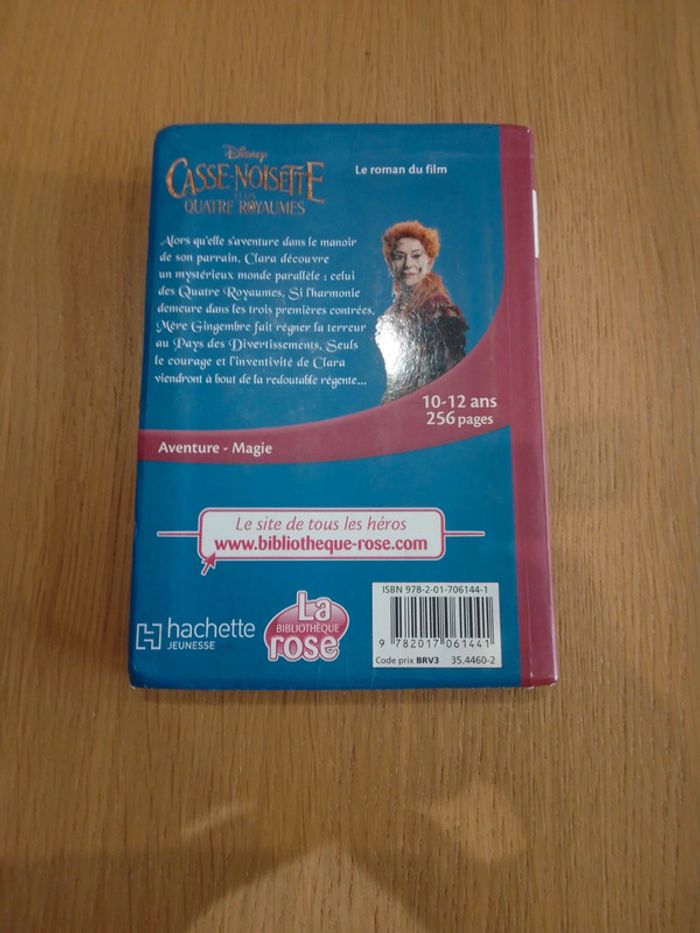 Disney
CASSE-NOISETTE
ET LES
QUATRE ROYAUMES
Le roman du film
Alors qu'elle s'aventure dans le manoir
de son parrain, Clara découvre
un mystérieux monde parallèle : celui
des Quatre Royaumes. Si l'harmonie
demeure dans les trois premières contrées,
Mère Gingembre fait régner la terreur
au Pays des Divertissements. Seuls
le courage et l'inventivité de Clara
viendront à bout de la redoutable régente...
10-12 ans
256 pages
Aventure - Magie
Le site de tous les héros
www.bibliotheque-rose.com
hachette
JEUNESSE
La
BIBLIOTHÈQUE
rose
ISBN 978-2-01-706144-1
9 782017 061441
Code prix BRV3 35.4460-2